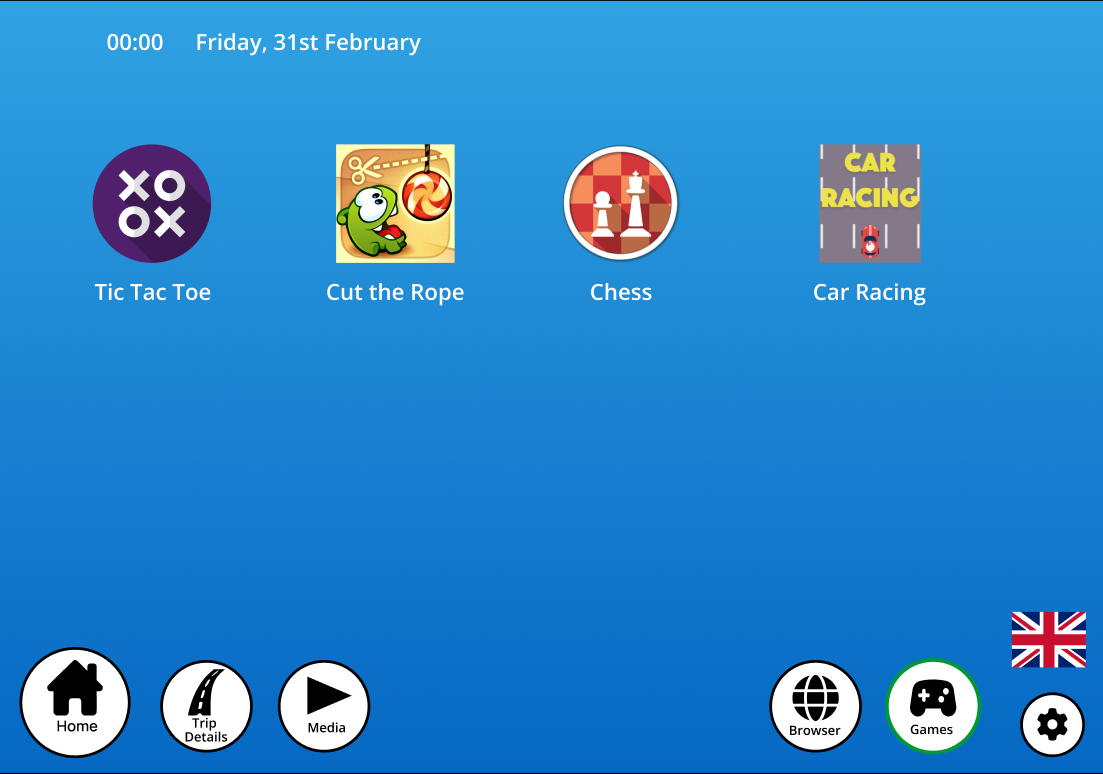 00:00 Friday, 31st February
XO
OX
CAR
RACING
Tic Tac Toe Cut the Rope Chess Car Racing
Home
Trip
Details
Media
Browser
Games